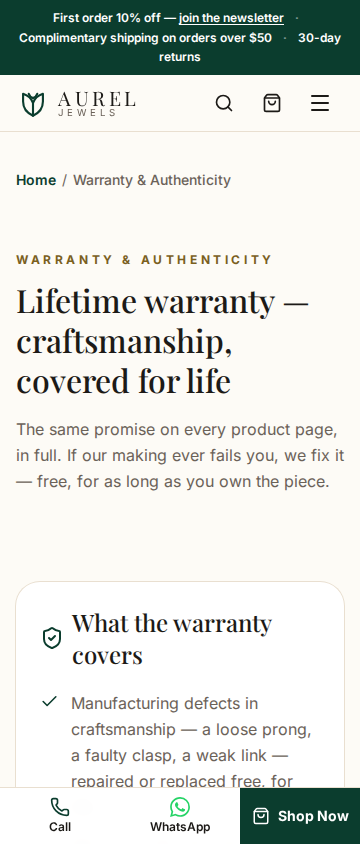 First order 10% off — join the newsletter ·
Complimentary shipping on orders over $50 · 30-day
returns
AUREL
JEWELS
Home / Warranty & Authenticity
WARRANTY & AUTHENTICITY
Lifetime warranty —
craftsmanship,
covered for life
The same promise on every product page,
in full. If our making ever fails you, we fix it
— free, for as long as you own the piece.
What the warranty
covers
Manufacturing defects in
craftsmanship — a loose prong,
a faulty clasp, a weak link —
repaired or replaced free, for
Call
WhatsApp
Shop Now